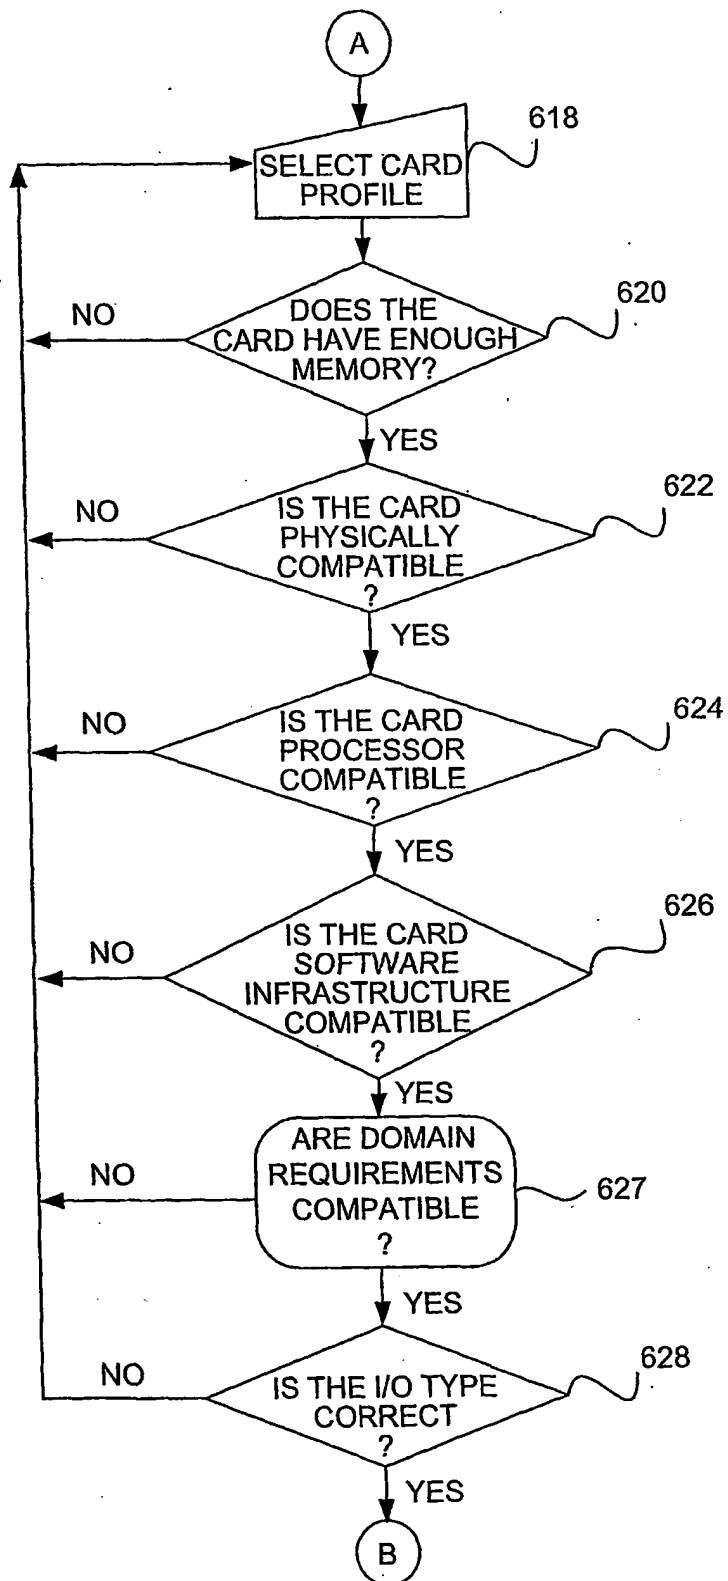 A
618
SELECT CARD
PROFILE
620
DOES THE
CARD HAVE ENOUGH
MEMORY?
NO
YES
622
IS THE CARD
PHYSICALLY
COMPATIBLE
?
NO
YES
624
IS THE CARD
PROCESSOR
COMPATIBLE
?
NO
YES
626
IS THE CARD
SOFTWARE
INFRASTRUCTURE
COMPATIBLE
?
NO
YES
ARE DOMAIN
REQUIREMENTS
COMPATIBLE
?
NO
627
YES
628
IS THE I/O TYPE
CORRECT
?
NO
YES
B